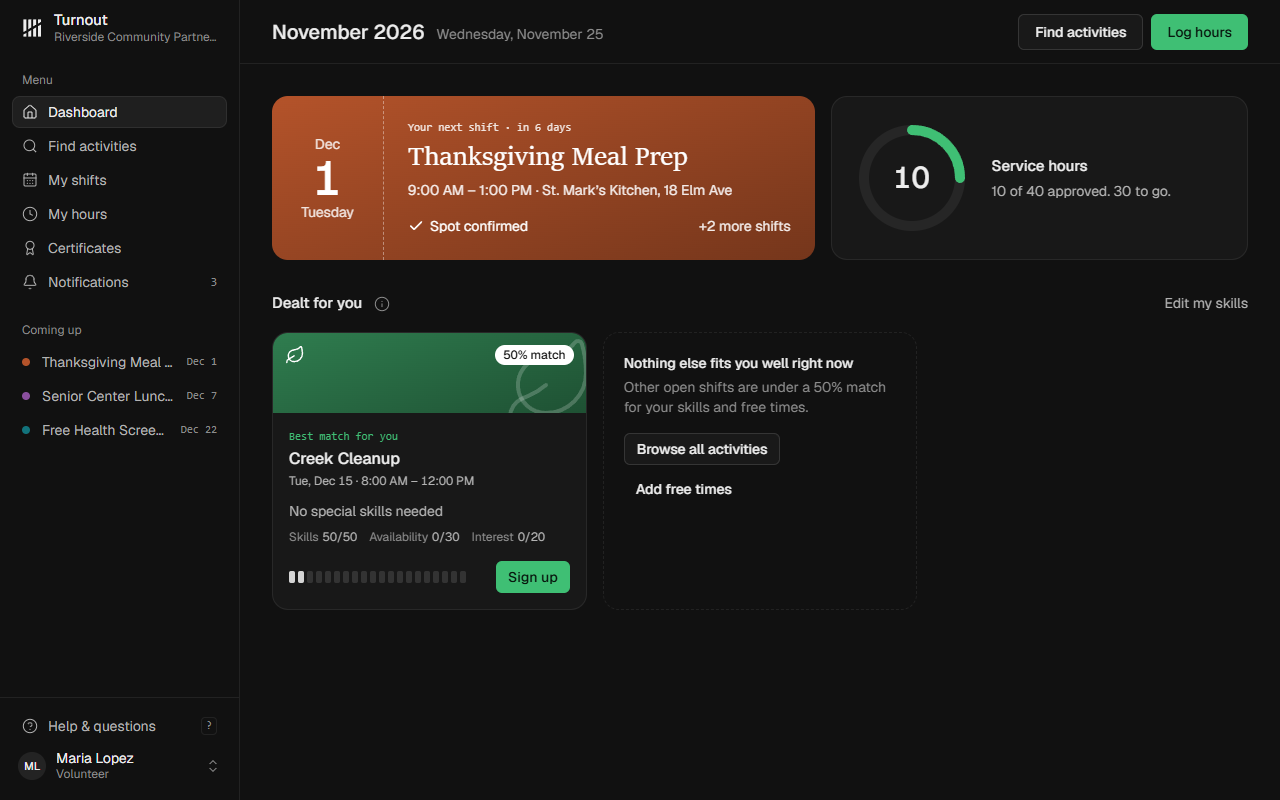 Turnout
Riverside Community Partne...
Menu
Dashboard
Find activities
My shifts
My hours
Certificates
Notifications 3
Coming up
Thanksgiving Meal ... Dec 1
Senior Center Lunc... Dec 7
Free Health Scree... Dec 22
Help & questions ?
ML
Maria Lopez
Volunteer
November 2026 Wednesday, November 25
Find activities
Log hours
Dec
1
Tuesday
Your next shift · in 6 days
Thanksgiving Meal Prep
9:00 AM – 1:00 PM · St. Mark's Kitchen, 18 Elm Ave
Spot confirmed
+2 more shifts
10
Service hours
10 of 40 approved. 30 to go.
Dealt for you
Edit my skills
50% match
Best match for you
Creek Cleanup
Tue, Dec 15 · 8:00 AM – 12:00 PM
No special skills needed
Skills 50/50 Availability 0/30 Interest 0/20
Sign up
Nothing else fits you well right now
Other open shifts are under a 50% match
for your skills and free times.
Browse all activities
Add free times